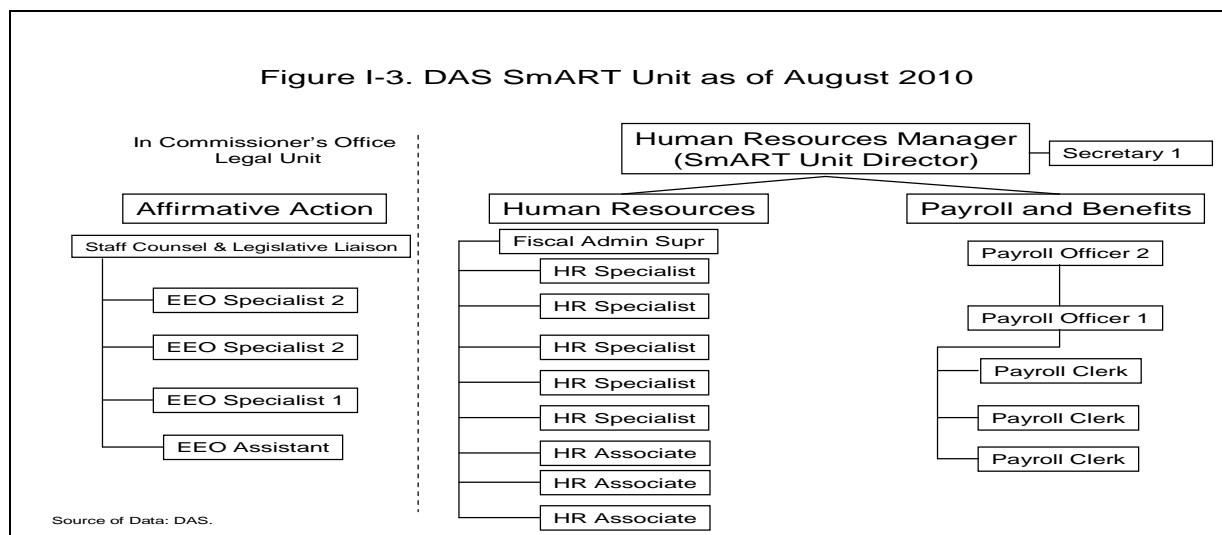 Figure I-3. DAS SmART Unit as of August 2010
In Commissioner's Office
Legal Unit
Affirmative Action
Staff Counsel & Legislative Liaison
EEO Specialist 2
EEO Specialist 2
EEO Specialist 1
EEO Assistant
Human Resources Manager
(SmART Unit Director)
Secretary 1
Human Resources
Fiscal Admin Supr
HR Specialist
HR Specialist
HR Specialist
HR Specialist
HR Specialist
HR Associate
HR Associate
HR Associate
Payroll and Benefits
Payroll Officer 2
Payroll Officer 1
Payroll Clerk
Payroll Clerk
Payroll Clerk
Source of Data: DAS.